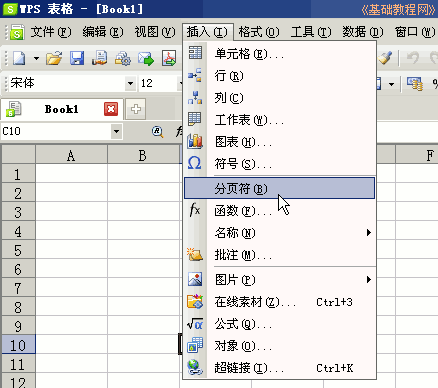 WPS 表格 - [Book1]
《基础教程网》
文件(F) 编辑(E) 视图(V) 插入(I) 格式(O) 工具(T) 数据(D) 窗口(W)
宋体 12
Book1
C10
A B F
单元格(E)...
行(R)
列(C)
工作表(W)...
图表(H)...
符号(S)...
分页符(B)
fx 函数(F)...
名称(N)
批注(M)...
图片(P)
在线素材(Z)... Ctrl+3
√α 公式(Q)...
对象(O)...
超链接(I)... Ctrl+K
1
2
3
4
5
6
7
8
9
10
11
12